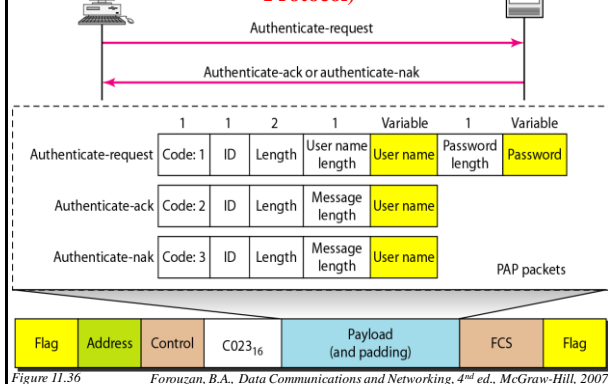 Protocol)
Authenticate-request
Authenticate-ack or authenticate-nak
1 1 2 1 Variable 1 Variable
Authenticate-request Code: 1 ID Length User name length User name Password length Password
Authenticate-ack Code: 2 ID Length Message length User name
Authenticate-nak Code: 3 ID Length Message length User name
PAP packets
Flag Address Control C023₁₆ Payload (and padding) FCS Flag
Figure 11.36 Forouzan, B.A., Data Communications and Networking, 4ⁿᵈ ed., McGraw-Hill, 2007